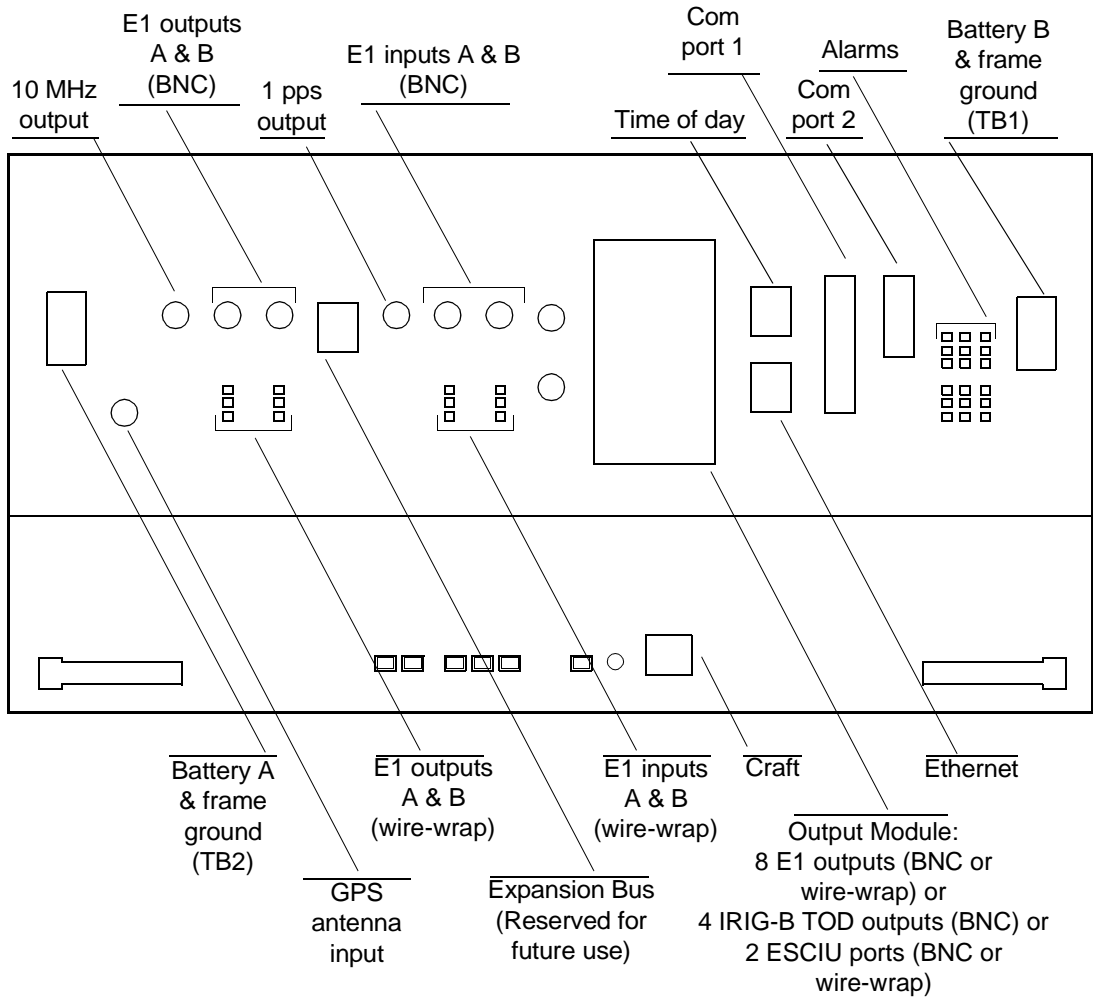 E1 outputs
A & B
(BNC)
10 MHz
output
1 pps
output
E1 inputs A & B
(BNC)
Time of day
Com
port 1
Com
port 2
Alarms
Battery B
& frame
ground
(TB1)
Battery A
& frame
ground
(TB2)
GPS
antenna
input
E1 outputs
A & B
(wire-wrap)
Expansion Bus
(Reserved for
future use)
E1 inputs
A & B
(wire-wrap)
Craft
Ethernet
Output Module:
8 E1 outputs (BNC or
wire-wrap) or
4 IRIG-B TOD outputs (BNC) or
2 ESCIU ports (BNC or
wire-wrap)